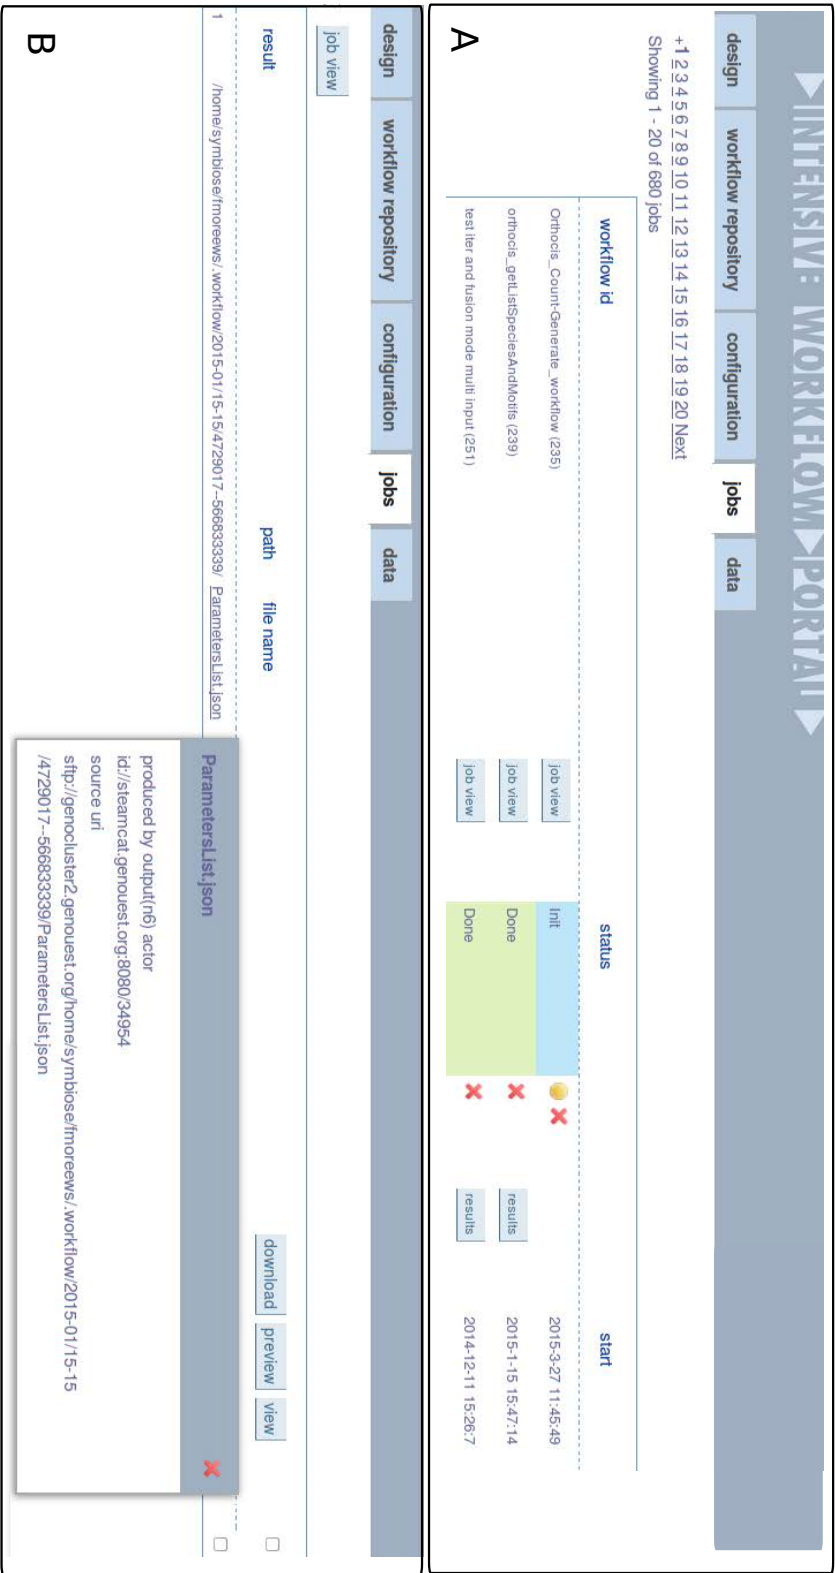 INTENSIVE WORKFLOW PORTAIL
design workflow repository configuration jobs data
+1 2 3 4 5 6 7 8 9 10 11 12 13 14 15 16 17 18 19 20 Next
Showing 1 - 20 of 680 jobs
workflow id status start
Orthocis_Count-Generate_workflow (235) job view Init 2015-3-27 11:45:49
orthocis_getListSpeciesAndMotifs (239) job view Done results 2015-1-15 15:47:14
test iter and fusion mode multi input (251) job view Done results 2014-12-11 15:26:7
A
design workflow repository configuration jobs data
job view
result path file name download preview view
1 /home/symbiose/fmoreews/.workflow/2015-01/15-15/4729017--566833339/ ParametersList.json
ParametersList.json
produced by output(n6) actor
id://steamcat.genouest.org:8080/34954
source uri
sftp://genocluster2.genouest.org/home/symbiose/fmoreews/.workflow/2015-01/15-15
/4729017--566833339/ParametersList.json
B